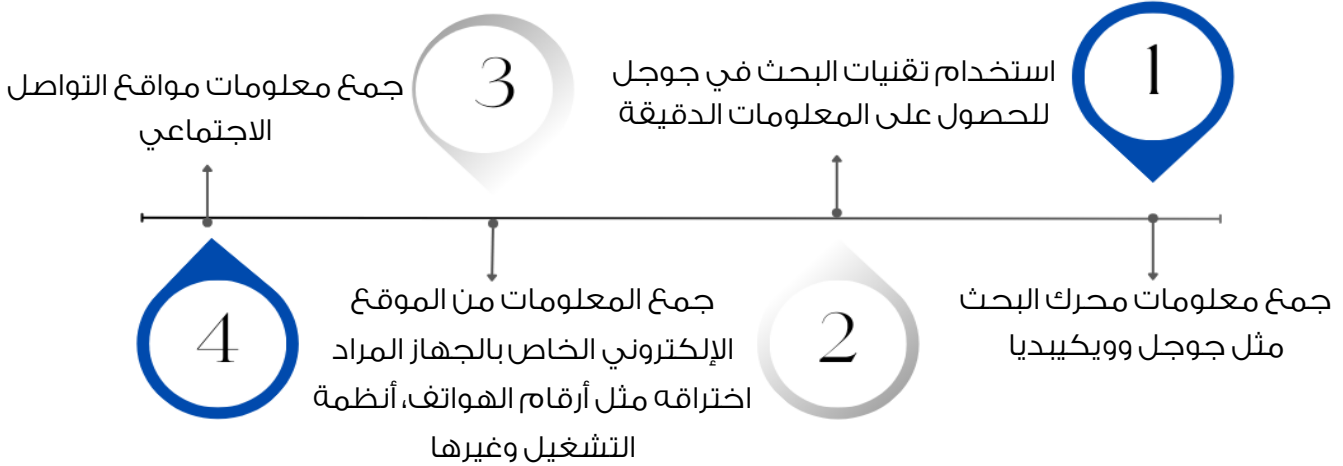 1
جمع معلومات محرك البحث
مثل جوجل وويكيبديا
2
استخدام تقنيات البحث في جوجل
للحصول على المعلومات الدقيقة
3
جمع المعلومات من الموقع
الإلكتروني الخاص بالجهاز المراد
اختراقه مثل أرقام الهواتف، أنظمة
التشغيل وغيرها
4
جمع معلومات مواقع التواصل
الاجتماعي